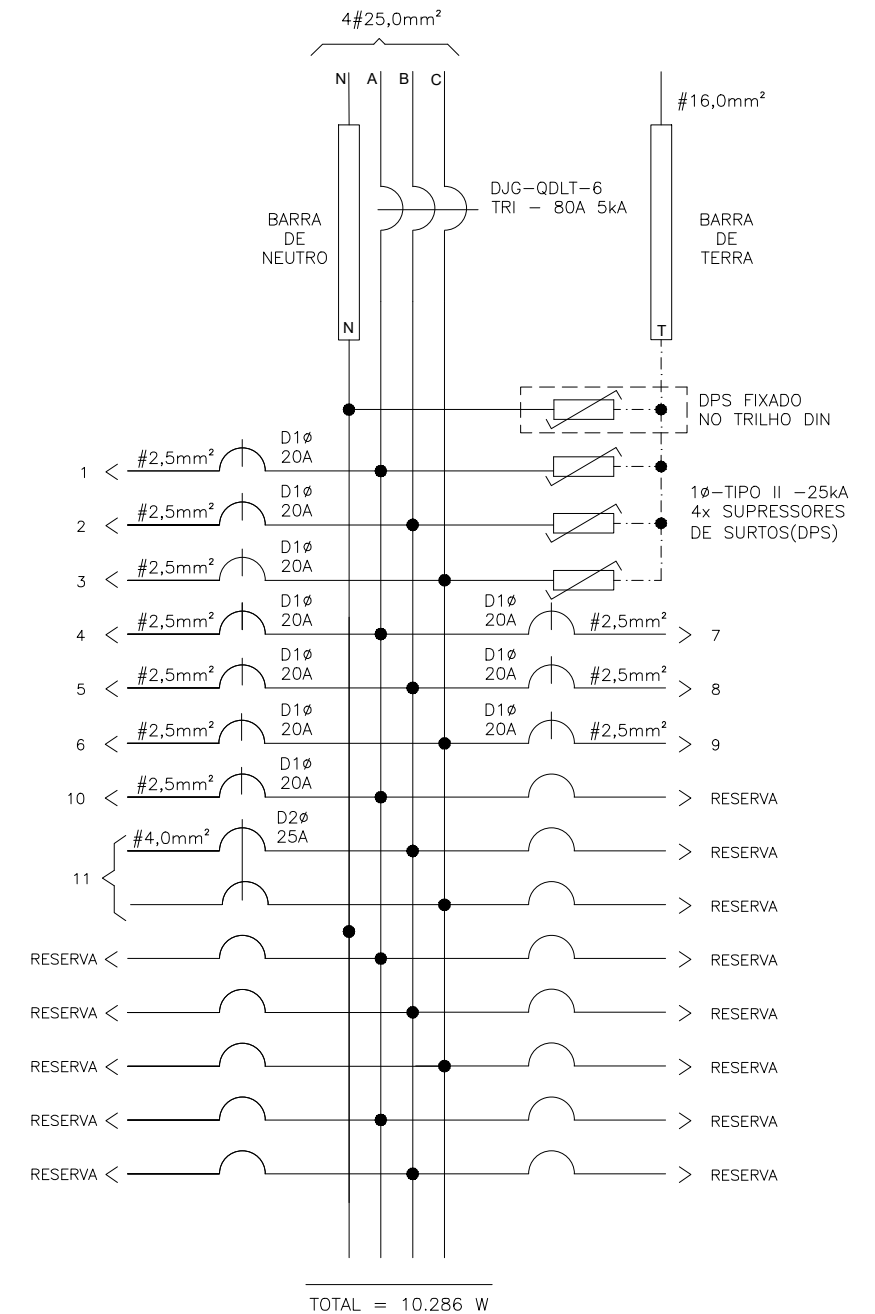 4#25,0mm²
N A B C
#16,0mm²
DJG-QDLT-6
TRI - 80A 5kA
BARRA
DE
NEUTRO
BARRA
DE
TERRA
N
T
DPS FIXADO
NO TRILHO DIN
1 #2,5mm² D1ø
20A
1ø-TIPO II -25kA
4x SUPRESSORES
DE SURTOS(DPS)
2 #2,5mm² D1ø
20A
3 #2,5mm² D1ø
20A
4 #2,5mm² D1ø
20A
D1ø
20A
#2,5mm² 7
5 #2,5mm² D1ø
20A
D1ø
20A
#2,5mm² 8
6 #2,5mm² D1ø
20A
D1ø
20A
#2,5mm² 9
10 #2,5mm² D1ø
20A
RESERVA
11 #4,0mm² D2ø
25A
RESERVA
RESERVA
RESERVA RESERVA
RESERVA RESERVA
RESERVA RESERVA
RESERVA RESERVA
RESERVA RESERVA
TOTAL = 10.286 W